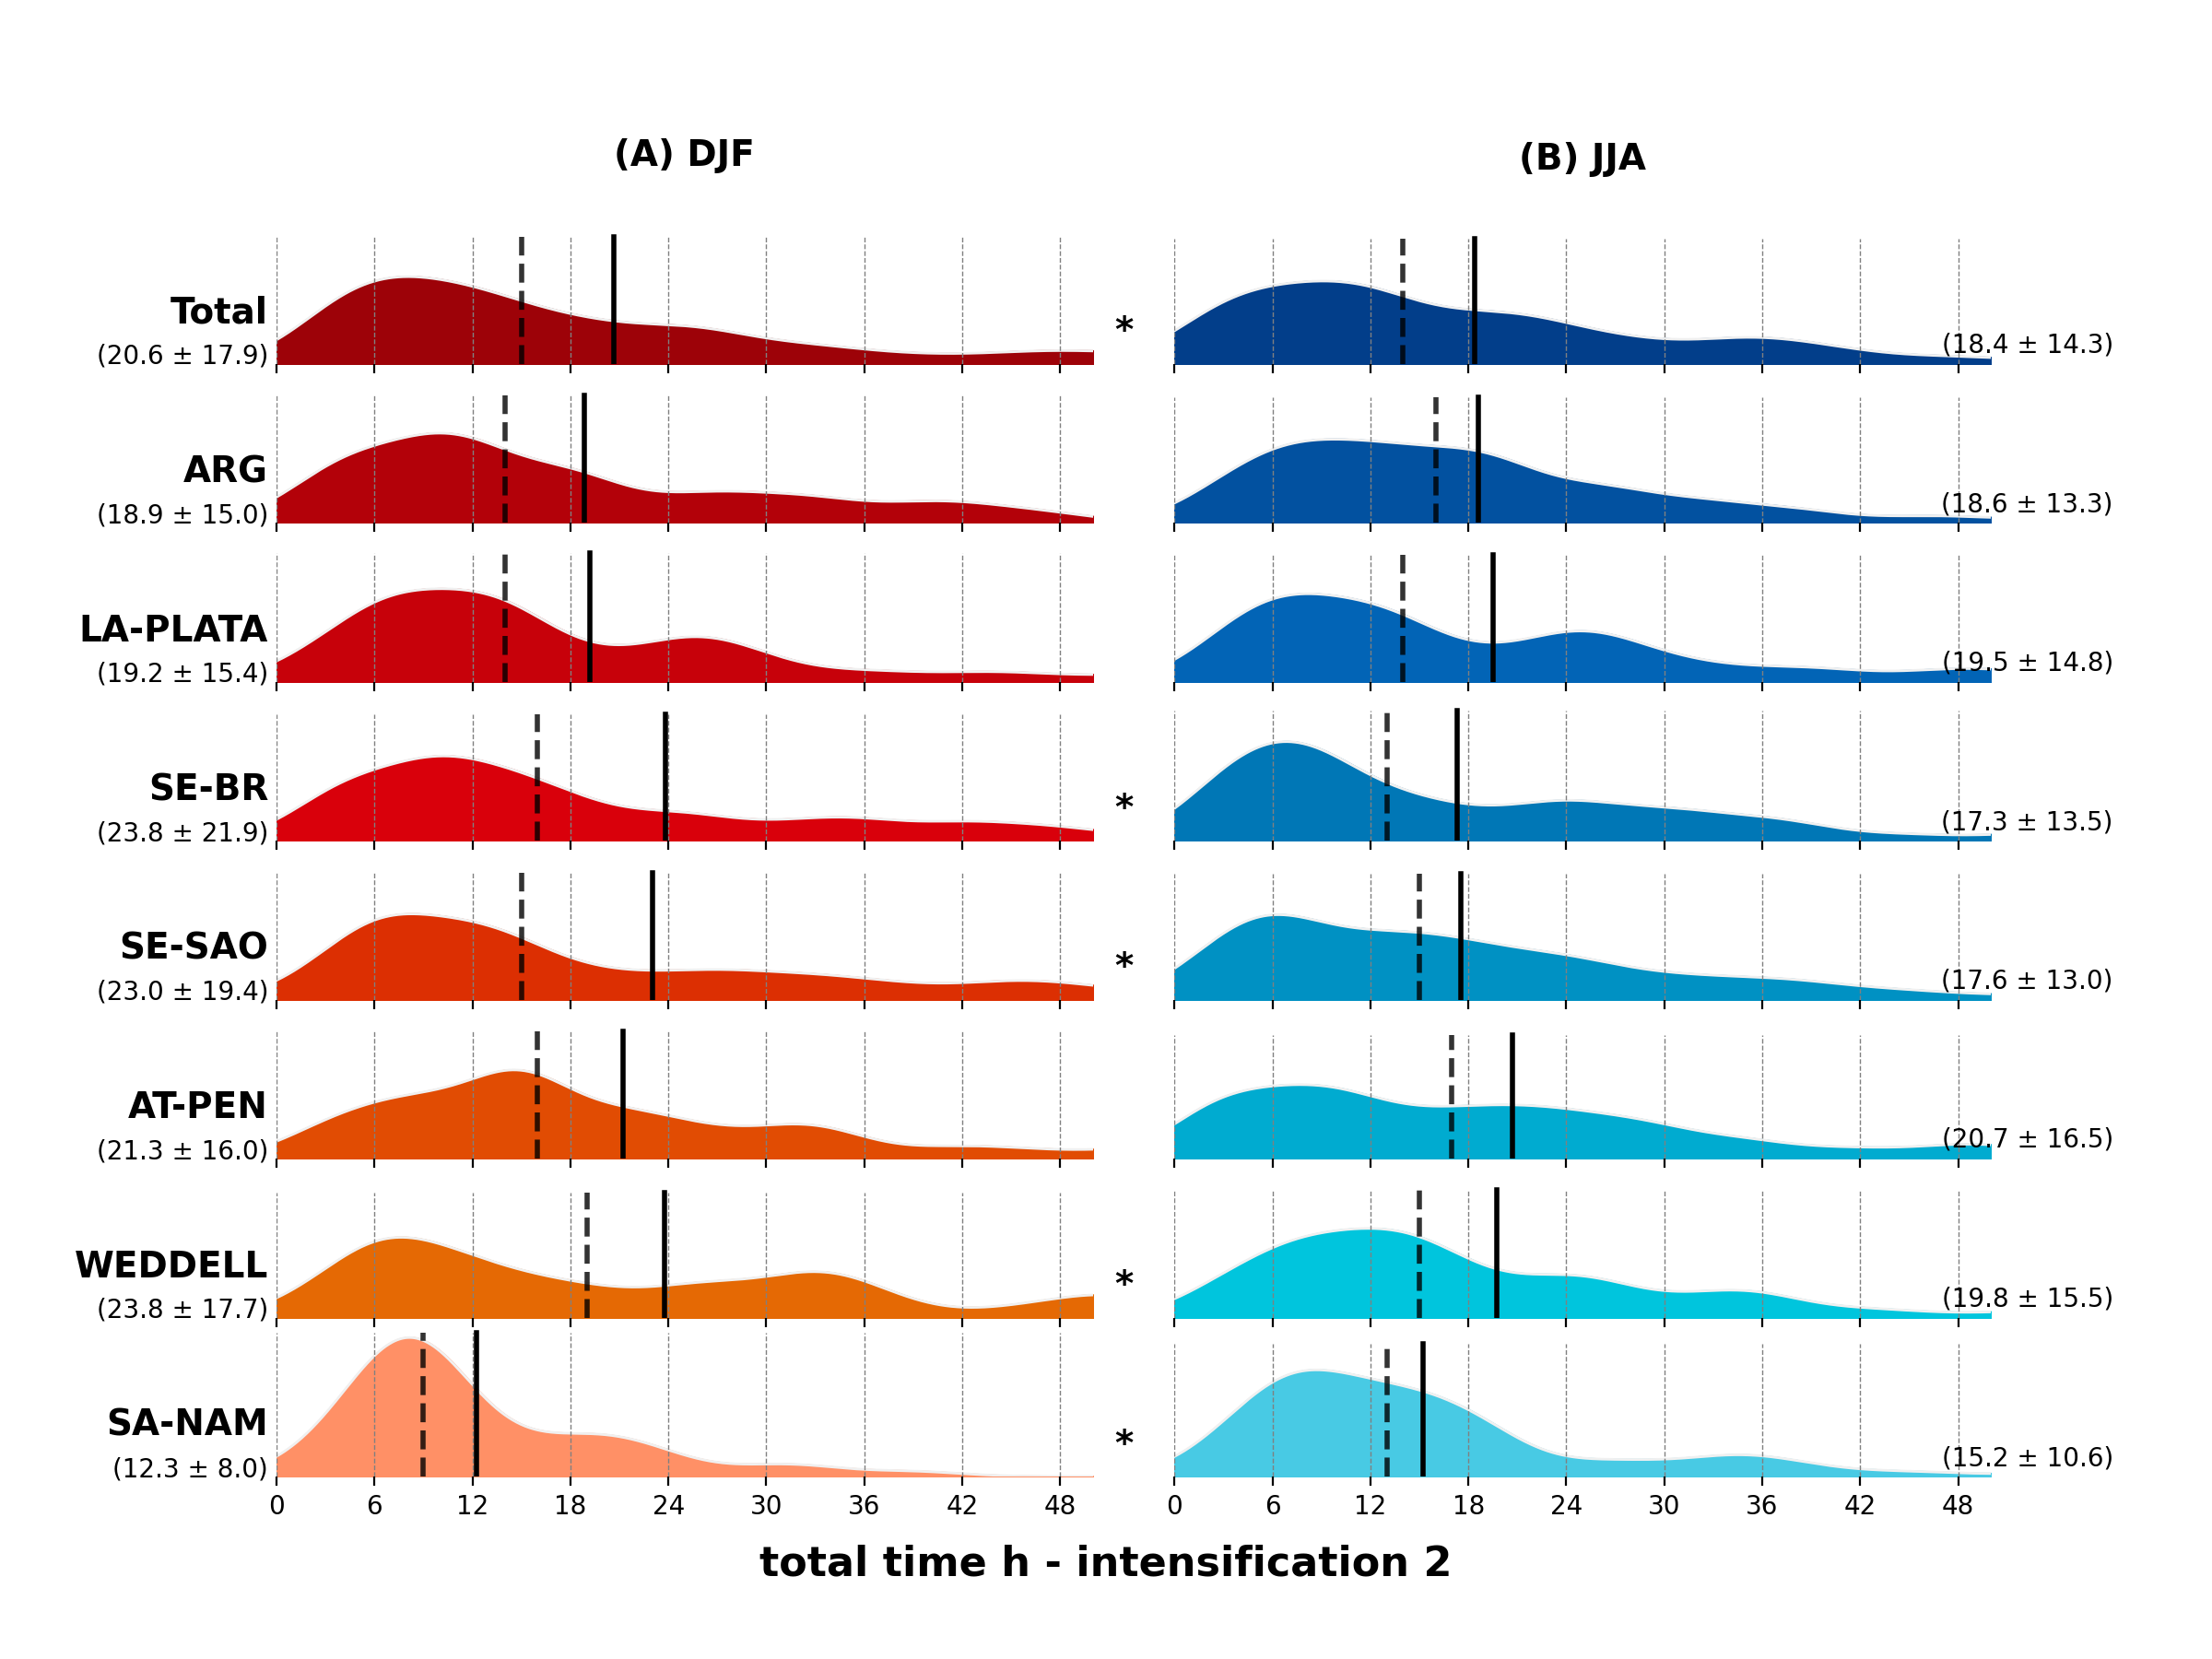 (A) DJF
(B) JJA
Total
(20.6 ± 17.9)
*
(18.4 ± 14.3)
ARG
(18.9 ± 15.0)
(18.6 ± 13.3)
LA-PLATA
(19.2 ± 15.4)
(19.5 ± 14.8)
SE-BR
(23.8 ± 21.9)
*
(17.3 ± 13.5)
SE-SAO
(23.0 ± 19.4)
*
(17.6 ± 13.0)
AT-PEN
(21.3 ± 16.0)
(20.7 ± 16.5)
WEDDELL
(23.8 ± 17.7)
*
(19.8 ± 15.5)
SA-NAM
(12.3 ± 8.0)
*
(15.2 ± 10.6)
0 6 12 18 24 30 36 42 48
0 6 12 18 24 30 36 42 48
total time h - intensification 2